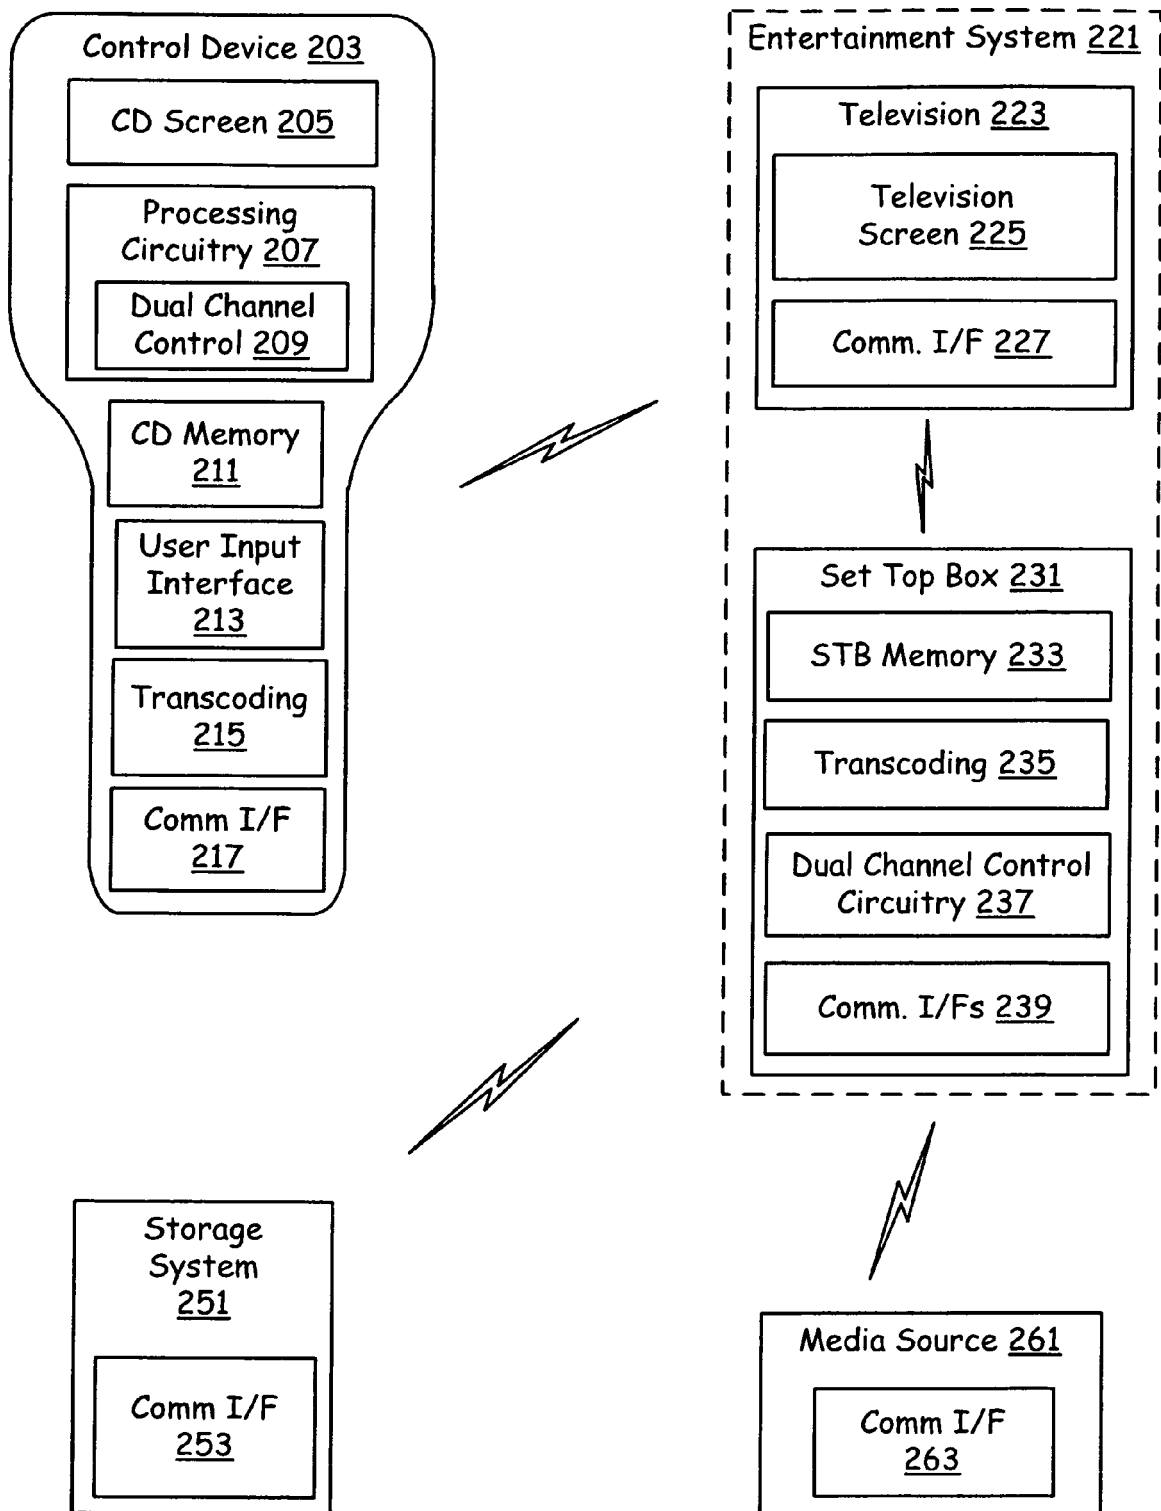 Control Device 203
CD Screen 205
Processing
Circuitry 207
Dual Channel
Control 209
CD Memory
211
User Input
Interface
213
Transcoding
215
Comm I/F
217
Entertainment System 221
Television 223
Television
Screen 225
Comm. I/F 227
Set Top Box 231
STB Memory 233
Transcoding 235
Dual Channel Control
Circuitry 237
Comm. I/Fs 239
Storage
System
251
Comm I/F
253
Media Source 261
Comm I/F
263